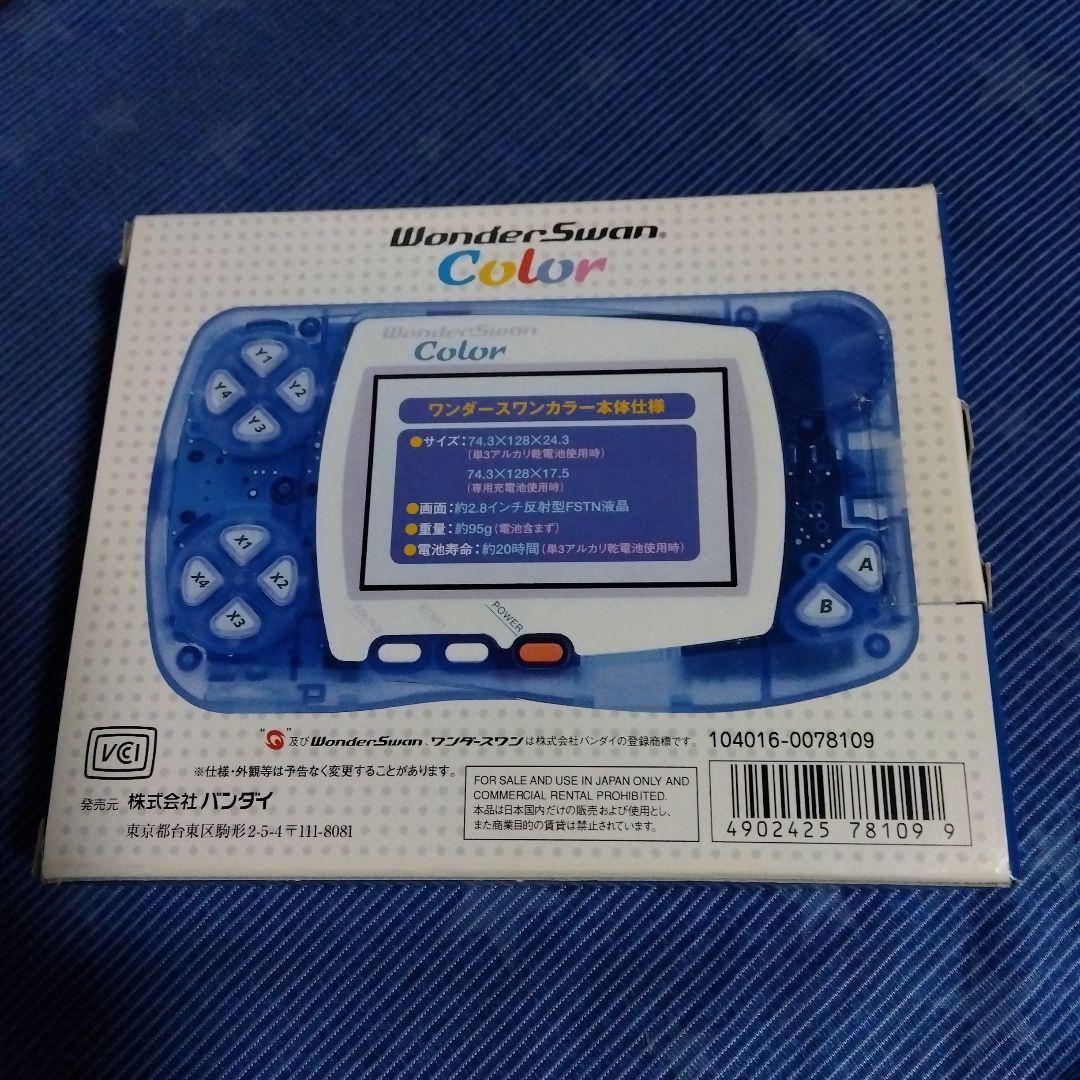 WonderSwan®
Color
WonderSwan
Color
Y1
Y2
Y3
Y4
X1
X2
X3
X4
A
B
ワンダースワンカラー本体仕様
●サイズ：74.3×128×24.3
（単3アルカリ乾電池使用時）
74.3×128×17.5
（専用充電池使用時）
●画面：約2.8インチ反射型FSTN液晶
●重量：約95g（電池含まず）
●電池寿命：約20時間（単3アルカリ乾電池使用時）
SOUND
START
POWER
VCCI
“ ”及びWonderSwan、ワンダースワンは株式会社バンダイの登録商標です。
104016-0078109
※仕様・外観等は予告なく変更することがあります。
発売元 株式会社 バンダイ
東京都台東区駒形2-5-4 〒111-8081
FOR SALE AND USE IN JAPAN ONLY AND
COMMERCIAL RENTAL PROHIBITED.
本品は日本国内だけの販売および使用とし、
また商業目的の賃貸は禁止されています。
4902425 78109 9